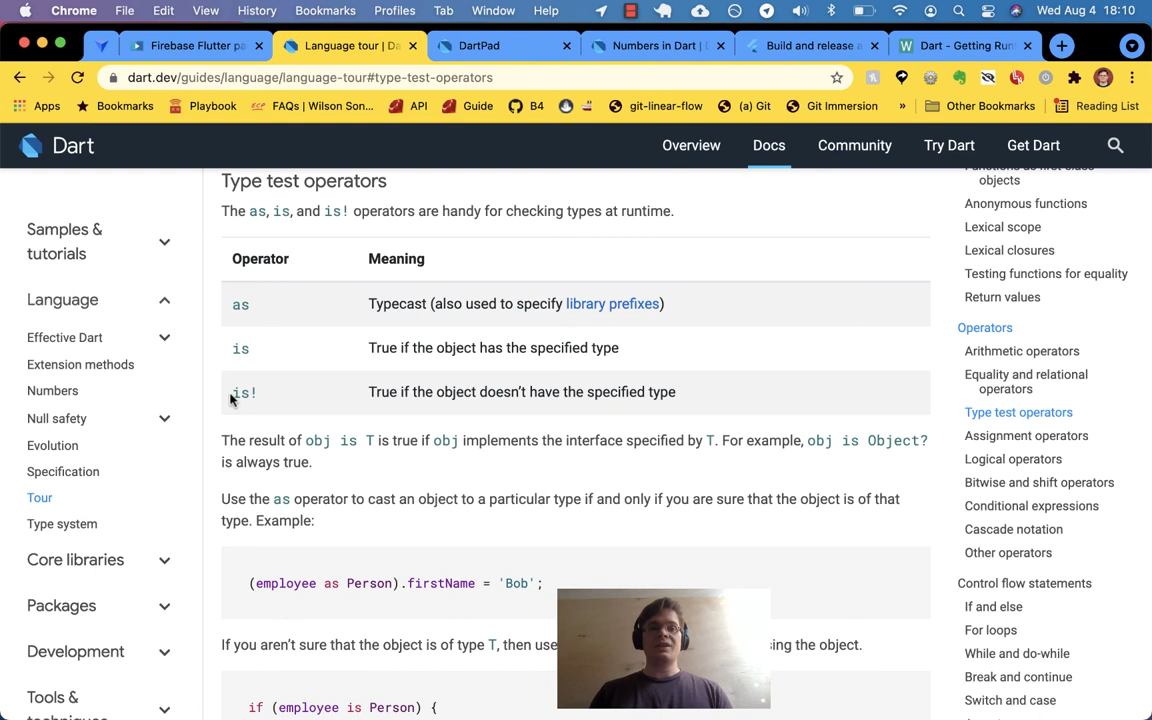 Chrome File Edit View History Bookmarks Profiles Tab Window Help Wed Aug 4 18:10
Firebase Flutter pa Language tour | Da DartPad Numbers in Dart | D Build and release a Dart - Getting Run
dart.dev/guides/language/language-tour#type-test-operators
Apps Bookmarks Playbook FAQs | Wilson Son... API Guide B4 git-linear-flow (a) Git Git Immersion » Other Bookmarks Reading List
Dart Overview Docs Community Try Dart Get Dart
Samples &
tutorials
Language
Effective Dart
Extension methods
Numbers
Null safety
Evolution
Specification
Tour
Type system
Core libraries
Packages
Development
Tools &
techniques
Type test operators
The as, is, and is! operators are handy for checking types at runtime.
Operator Meaning
as Typecast (also used to specify library prefixes)
is True if the object has the specified type
is! True if the object doesn't have the specified type
The result of obj is T is true if obj implements the interface specified by T. For example, obj is Object?
is always true.
Use the as operator to cast an object to a particular type if and only if you are sure that the object is of that
type. Example:
(employee as Person).firstName = 'Bob';
If you aren't sure that the object is of type T, then use ing the object.
if (employee is Person) {
Functions as first-class
objects
Anonymous functions
Lexical scope
Lexical closures
Testing functions for equality
Return values
Operators
Arithmetic operators
Equality and relational
operators
Type test operators
Assignment operators
Logical operators
Bitwise and shift operators
Conditional expressions
Cascade notation
Other operators
Control flow statements
If and else
For loops
While and do-while
Break and continue
Switch and case